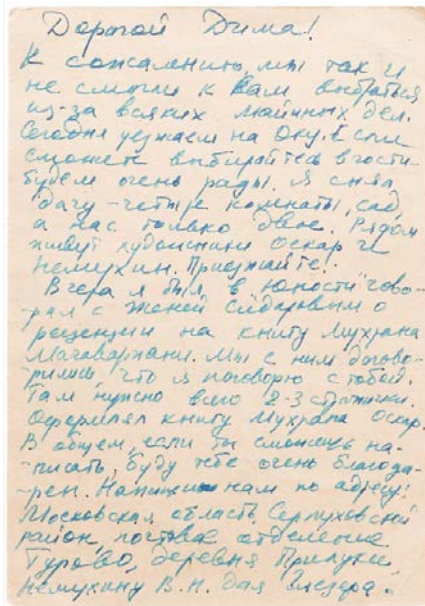 Дорогой Дима!
К сожалению, мы так и
не смогли к Вам выбраться
из-за всяких дел.
Сегодня уезжаем на Оку. Если
сможете выбирайтесь в гости –
будем очень рады. Я снял
дачу – четыре комнаты, сад,
а нас только двое. Рядом
живут художники Оскар и
Немухин. Приезжайте.
Вчера я был в "Юности" гово-
рил с Женей Сидоровым о
рецензии на книгу Мухрана
Мачавариани. Мы с ним догово-
рились, что я поговорю с тобой.
Там нужно всего 2-3 странички.
Оформлял книгу Мухрана Оскар.
В общем, если ты сможешь на-
-писать, буду тебе очень благода-
-рен. Напиши нам по адресу:
Московская область, Серпуховский
район, почтовое отделение
Турово, деревня Прилуки,
Немухину В.Н. для